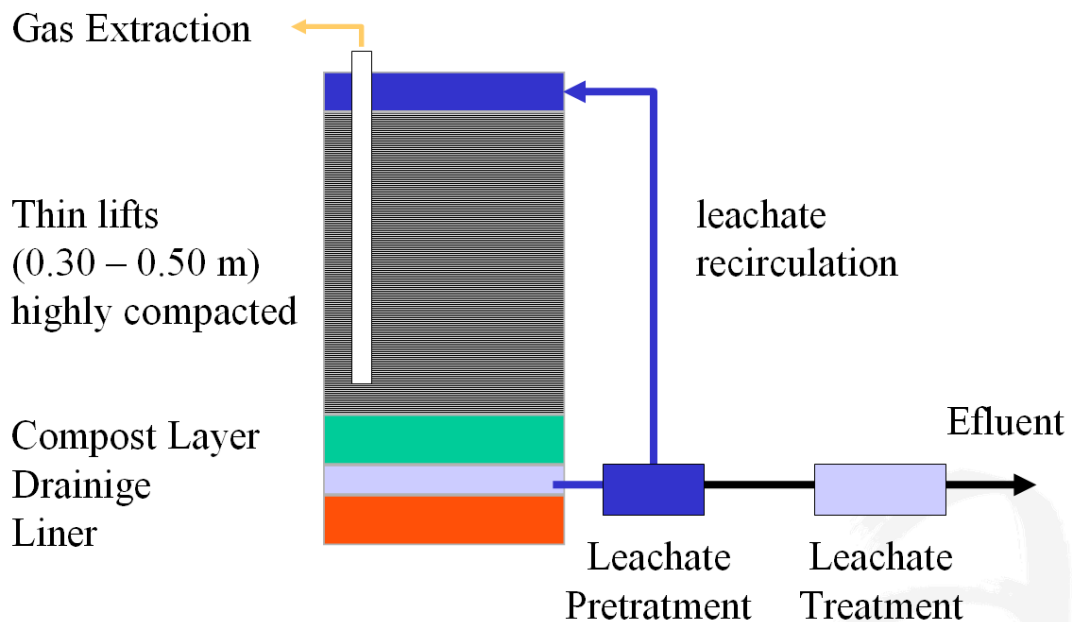 Gas Extraction
Thin lifts
(0.30 – 0.50 m)
highly compacted
leachate
recirculation
Compost Layer
Drainige
Liner
Efluent
Leachate
Pretratment
Leachate
Treatment